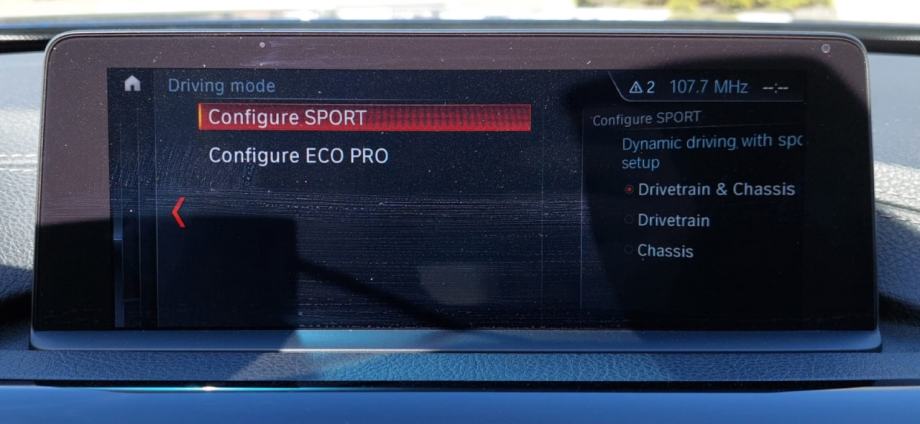 Driving mode
Configure SPORT
Configure ECO PRO
2 107.7 MHz --:--
Configure SPORT
Dynamic driving with spo
setup
Drivetrain & Chassis
Drivetrain
Chassis